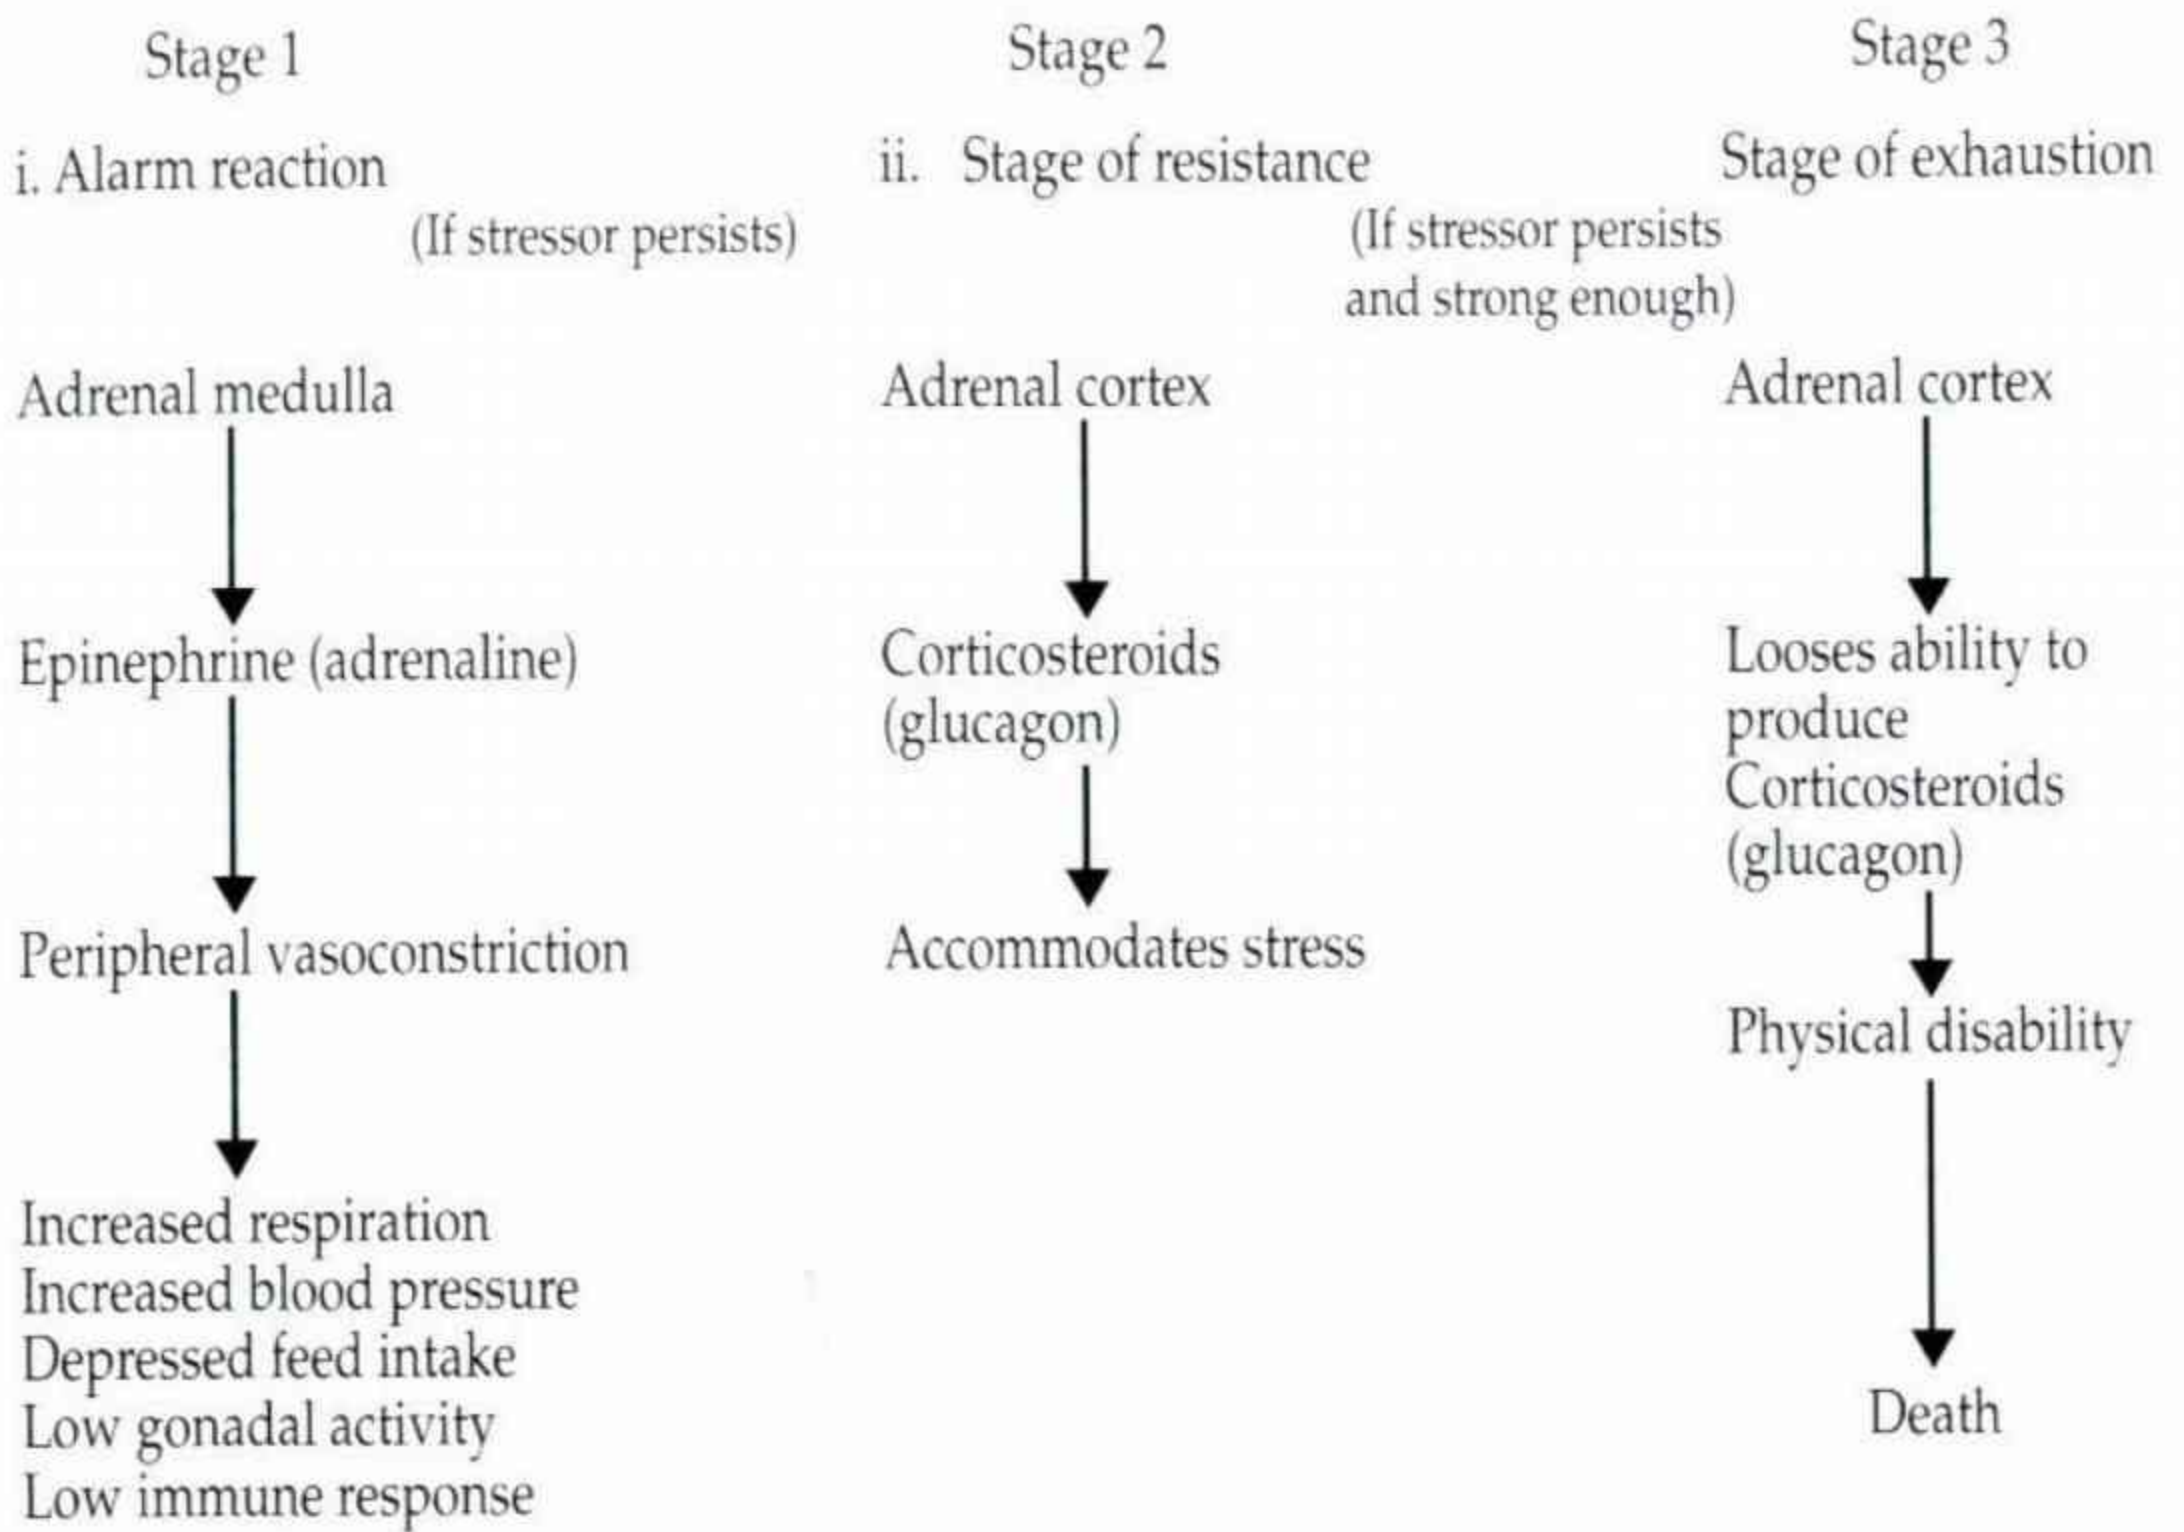 Stage 1
i. Alarm reaction
(If stressor persists)
Adrenal medulla
Epinephrine (adrenaline)
Peripheral vasoconstriction
Increased respiration
Increased blood pressure
Depressed feed intake
Low gonadal activity
Low immune response
Stage 2
ii. Stage of resistance
(If stressor persists
and strong enough)
Adrenal cortex
Corticosteroids
(glucagon)
Accommodates stress
Stage 3
Stage of exhaustion
Adrenal cortex
Looses ability to
produce
Corticosteroids
(glucagon)
Physical disability
Death